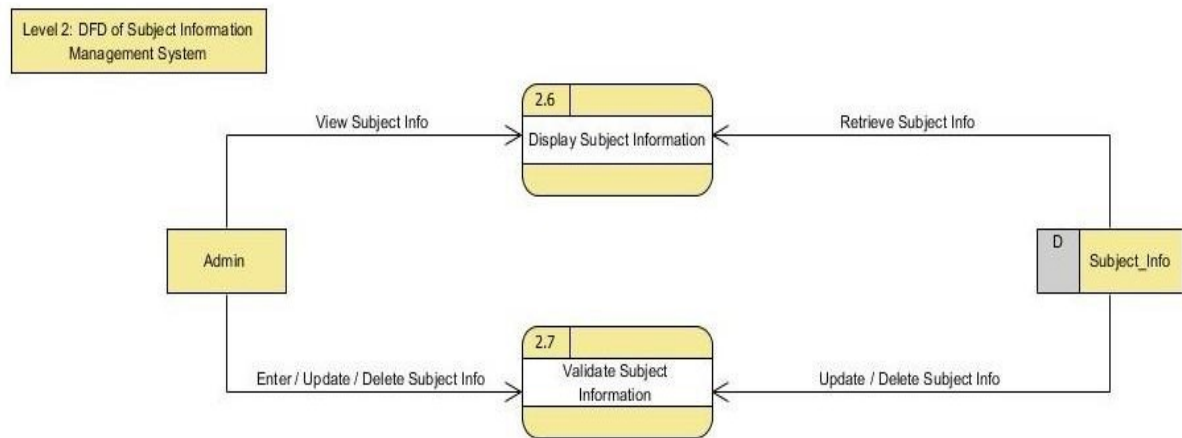 Level 2: DFD of Subject Information
Management System
2.6
View Subject Info
Display Subject Information
Retrieve Subject Info
Admin
D
Subject_Info
2.7
Enter / Update / Delete Subject Info
Validate Subject
Information
Update / Delete Subject Info